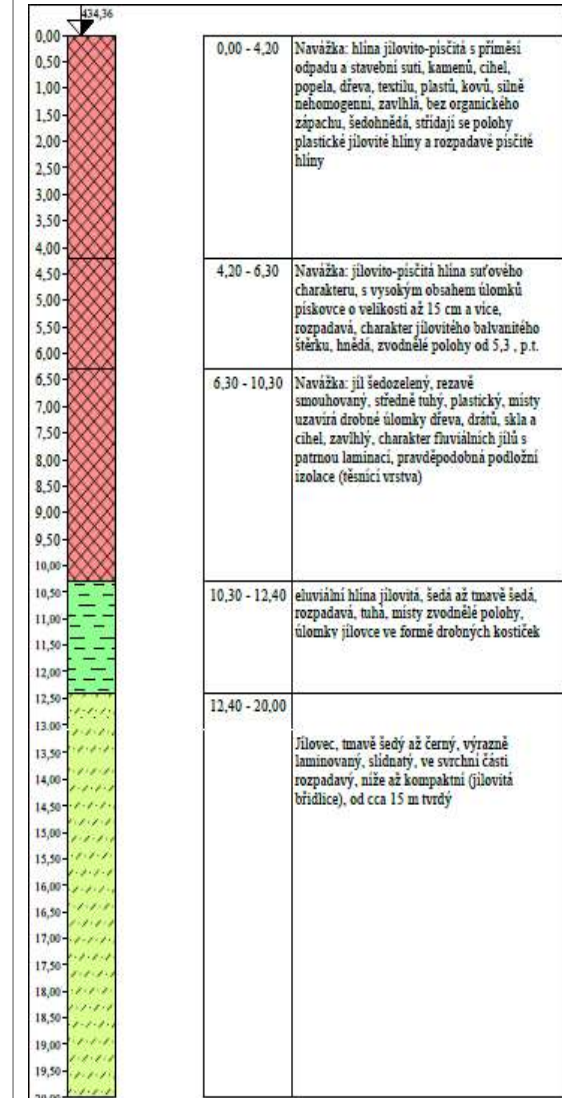 434,36
0,00
0,50
1,00
1,50
2,00
2,50
3,00
3,50
4,00
4,50
5,00
5,50
6,00
6,50
7,00
7,50
8,00
8,50
9,00
9,50
10,00
10,50
11,00
11,50
12,00
12,50
13,00
13,50
14,00
14,50
15,00
15,50
16,00
16,50
17,00
17,50
18,00
18,50
19,00
19,50
20,00
0,00 - 4,20
Navážka: hlína jílovito-písčitá s příměsí
odpadu a stavební suti, kamenů, cihel,
popela, dřeva, textilu, plastů, kovů, silně
nehomogenní, zavlhlá, bez organického
zápachu, šedohnědá, střídají se polohy
plastické jílovité hlíny a rozpadavé písčité
hlíny
4,20 - 6,30
Navážka: jílovito-písčitá hlína suťového
charakteru, s vysokým obsahem úlomků
pískovce o velikosti až 15 cm a více,
rozpadavá, charakter jílovitého balvanitého
štěrku, hnědá, zvodnělé polohy od 5,3 , p.t.
6,30 - 10,30
Navážka: jíl šedozelený, rezavě
smouhovaný, středně tuhý, plastický, místy
uzavírá drobné úlomky dřeva, drátů, skla a
cihel, zavlhlý, charakter fluviálních jílů s
patrnou laminací, pravděpodobná podložní
izolace (těsnící vrstva)
10,30 - 12,40
eluviální hlína jílovitá, šedá až tmavě šedá,
rozpadavá, tuhá, místy zvodnělé polohy,
úlomky jílovce ve formě drobných kostiček
12,40 - 20,00
Jílovec, tmavě šedý až černý, výrazně
laminovaný, slídnatý, ve svrchní části
rozpadavý, níže až kompaktní (jílovitá
břidlice), od cca 15 m tvrdý